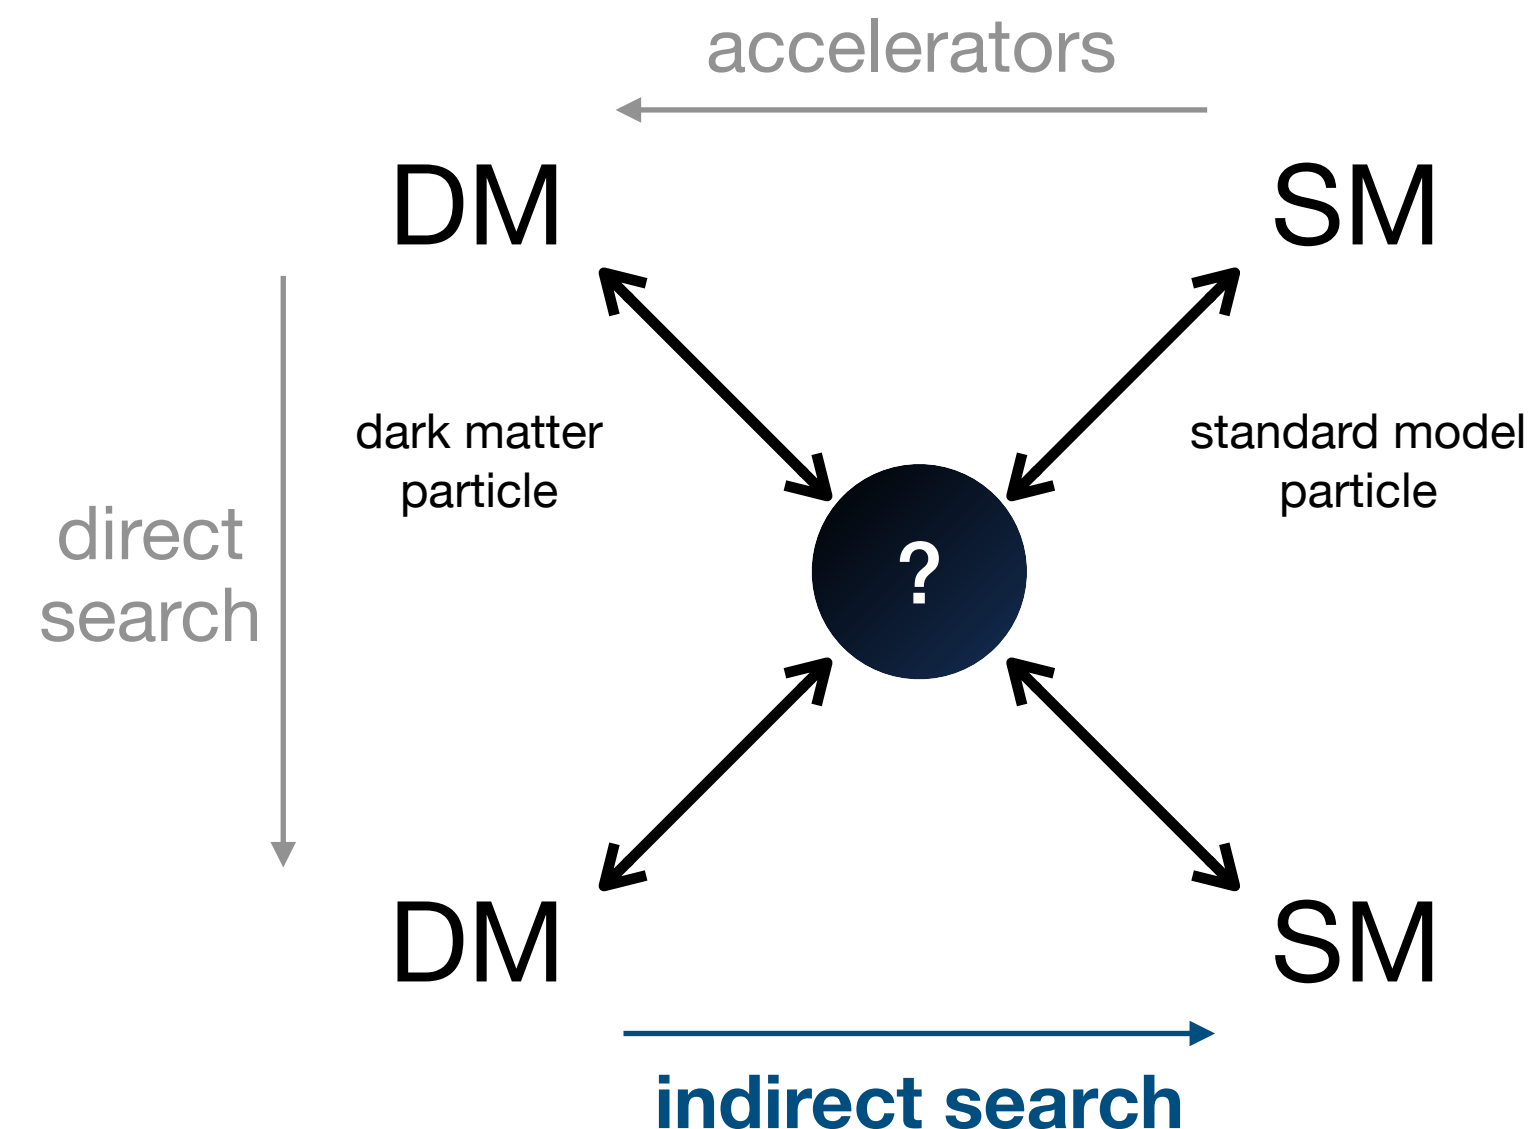 accelerators
DM
SM
dark matter
particle
standard model
particle
direct
search
?
DM
SM
indirect search